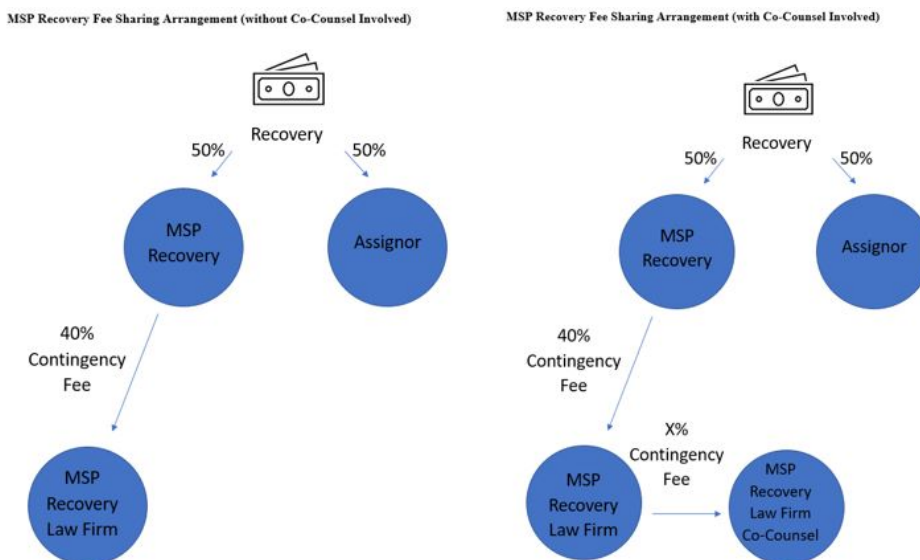 MSP Recovery Fee Sharing Arrangement (without Co-Counsel Involved)
Recovery
50%
50%
MSP
Recovery
Assignor
40%
Contingency
Fee
MSP
Recovery
Law Firm
MSP Recovery Fee Sharing Arrangement (with Co-Counsel Involved)
Recovery
50%
50%
MSP
Recovery
Assignor
40%
Contingency
Fee
X%
Contingency
Fee
MSP
Recovery
Law Firm
MSP
Recovery
Law Firm
Co-Counsel